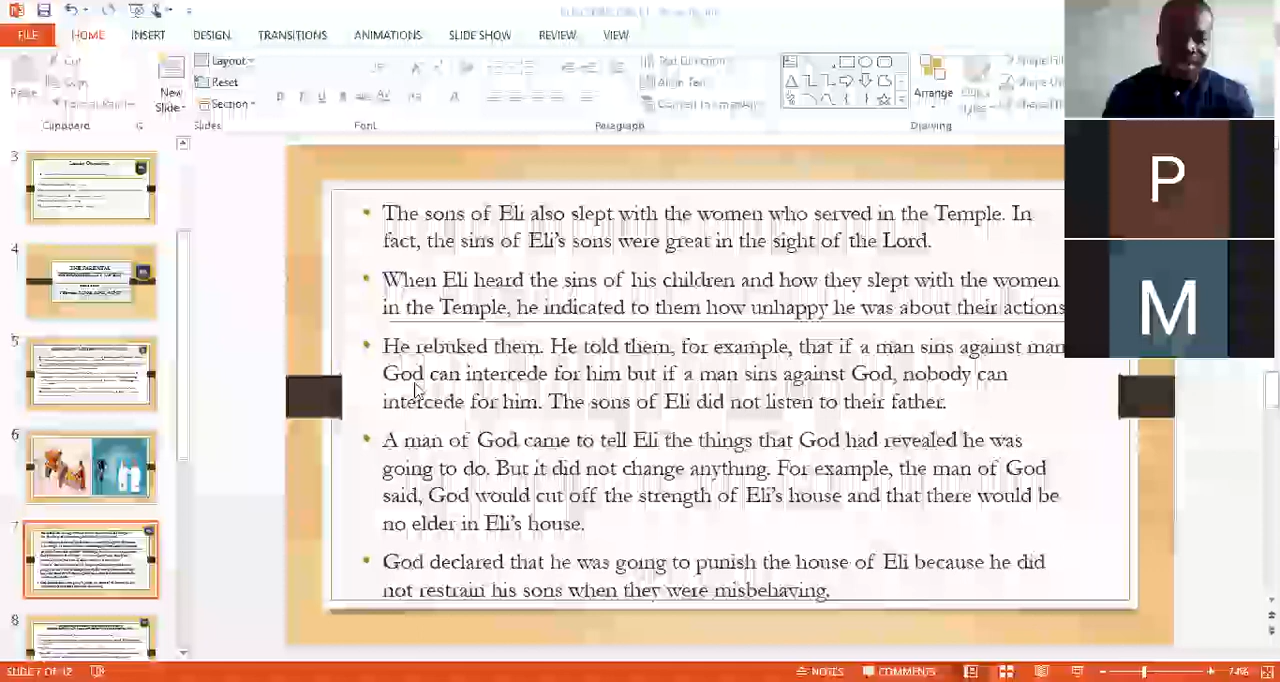 FILE HOME INSERT DESIGN TRANSITIONS ANIMATIONS SLIDE SHOW REVIEW VIEW
Cut
Layout
Reset
Section
New
Slide
Arrange
Clipboard
Slides
Font
Paragraph
Drawing
P
M
3
4
5
6
7
8
The sons of Eli also slept with the women who served in the Temple. In
fact, the sins of Eli's sons were great in the sight of the Lord.
When Eli heard the sins of his children and how they slept with the women
in the Temple, he indicated to them how unhappy he was about their actions
He rebuked them. He told them, for example, that if a man sins against man
God can intercede for him but if a man sins against God, nobody can
intercede for him. The sons of Eli did not listen to their father.
A man of God came to tell Eli the things that God had revealed he was
going to do. But it did not change anything. For example, the man of God
said, God would cut off the strength of Eli's house and that there would be
no elder in Eli's house.
God declared that he was going to punish the house of Eli because he did
not restrain his sons when they were misbehaving.
SLIDE 7 OF 12
NOTES
COMMENTS
74%